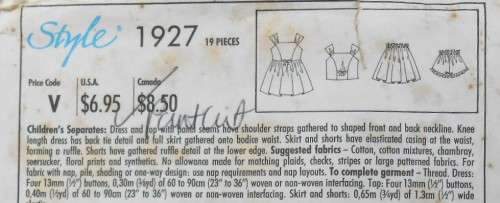 Style 1927 19 PIECES
Price Code U.S.A. Canada
V $6.95 $8.50
Children's Separates: Dress and top with panel seams have shoulder straps gathered to shaped front and back neckline. Knee
length dress has back tie detail and full skirt gathered onto bodice waist. Skirt and shorts have elasticated casing at the waist,
forming a ruffle. Shorts have gathered ruffle detail at the lower edge. Suggested Fabrics – Cotton, cotton mixtures, chambray,
seersucker, floral prints and synthetics. No allowance made for matching plaids, checks, stripes or large patterned fabrics. For
fabric with nap, pile, shading or one-way design: use nap requirements and nap layouts. To complete garment – Thread. Dress:
Four 13mm (½") buttons, 0,30m (⅜yd) of 60 to 90cm (23" to 36") woven or non-woven interfacing. Top: Four 13mm (½")
buttons, 0,40m (½yd) of 60 to 90cm (23" to 36") woven or non-woven interfacing. Skirt and shorts: 0,65m (¾yd) of 1.3cm (½") wide